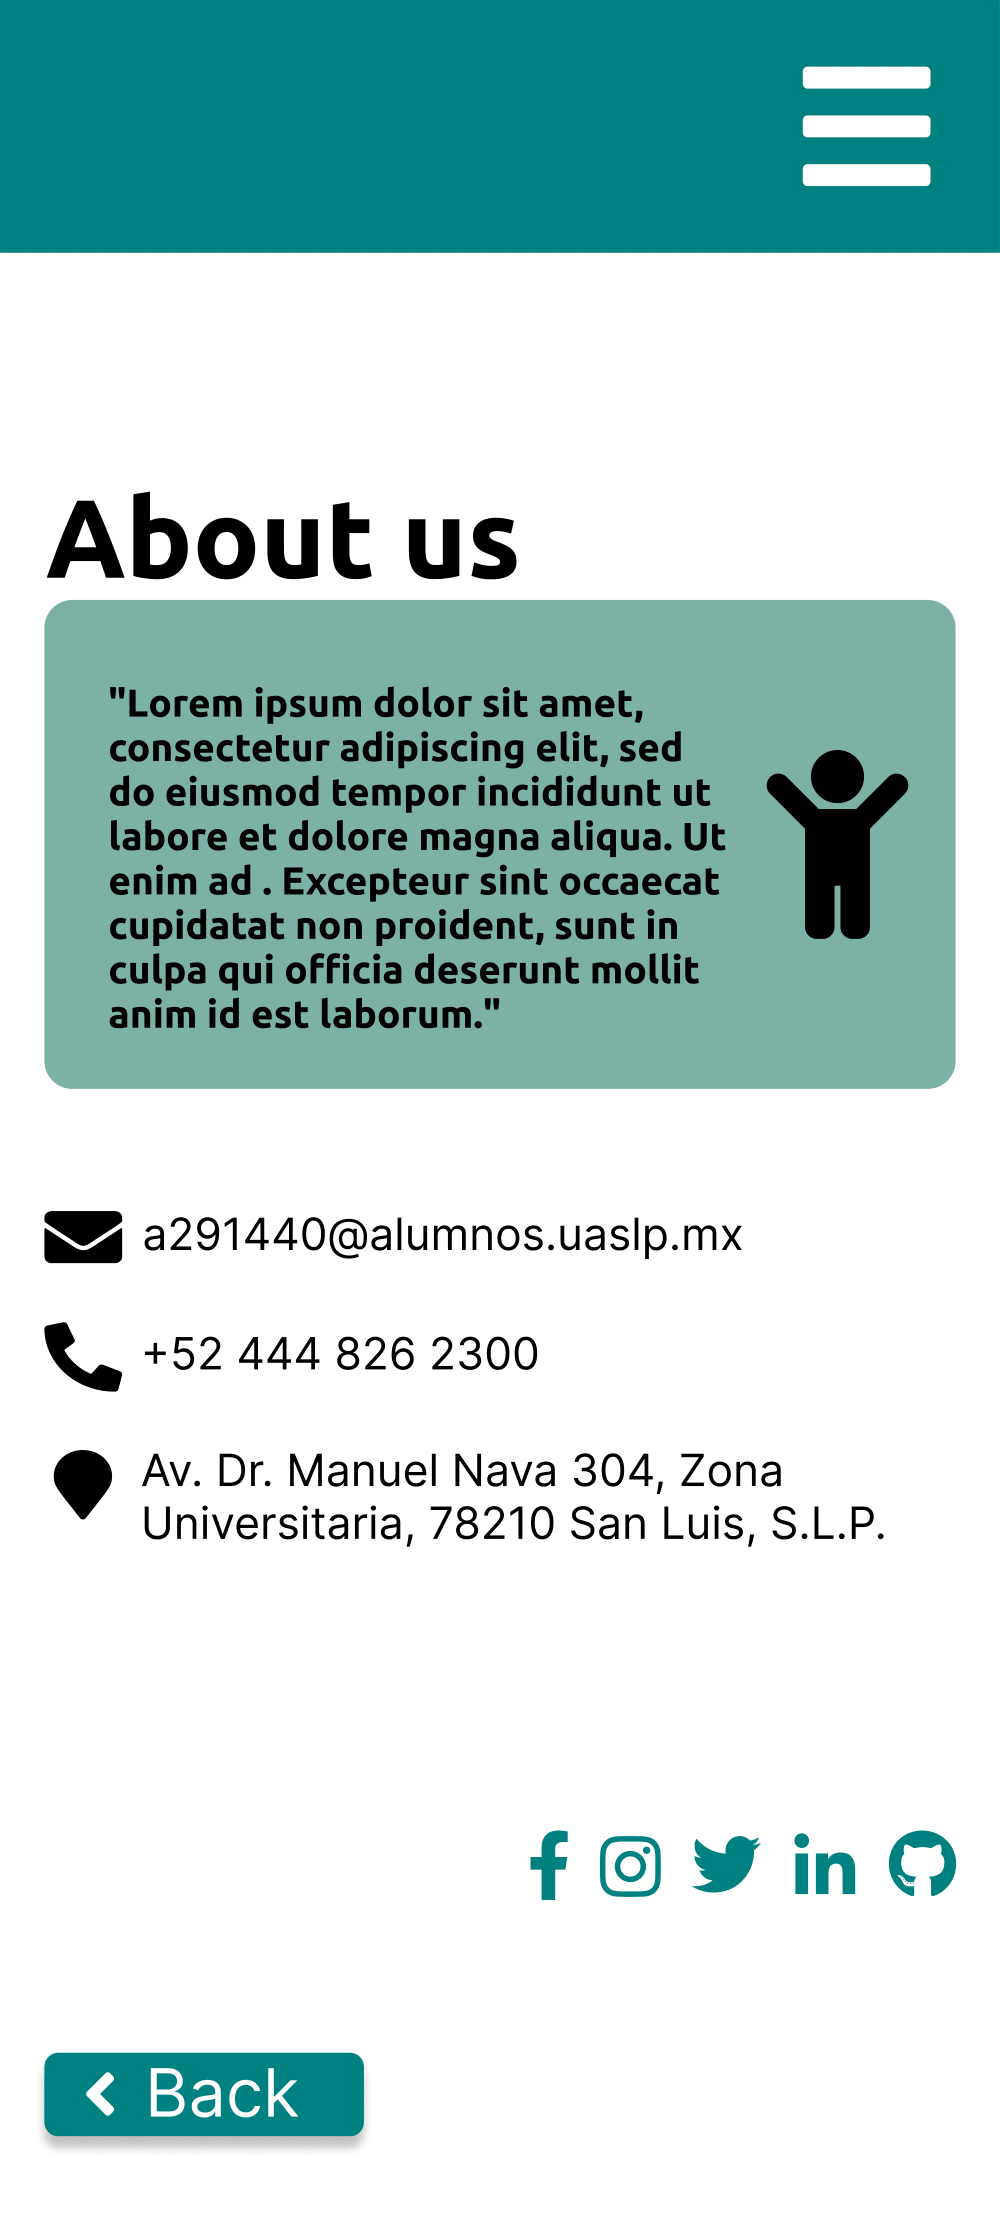 About us
"Lorem ipsum dolor sit amet,
consectetur adipiscing elit, sed
do eiusmod tempor incididunt ut
labore et dolore magna aliqua. Ut
enim ad . Excepteur sint occaecat
cupidatat non proident, sunt in
culpa qui officia deserunt mollit
anim id est laborum."
a291440@alumnos.uaslp.mx
+52 444 826 2300
Av. Dr. Manuel Nava 304, Zona
Universitaria, 78210 San Luis, S.L.P.
Back